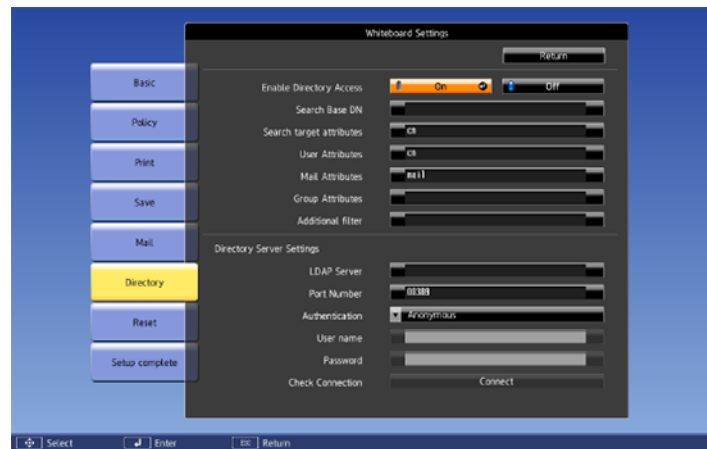 Whiteboard Settings
Return
Basic
Policy
Print
Save
Mail
Directory
Reset
Setup complete
Enable Directory Access On Off
Search Base DN
Search target attributes cn
User Attributes cn
Mail Attributes mail
Group Attributes
Additional filter
Directory Server Settings
LDAP Server
Port Number 00389
Authentication Anonymous
User name
Password
Check Connection Connect
Select Enter ESC Return